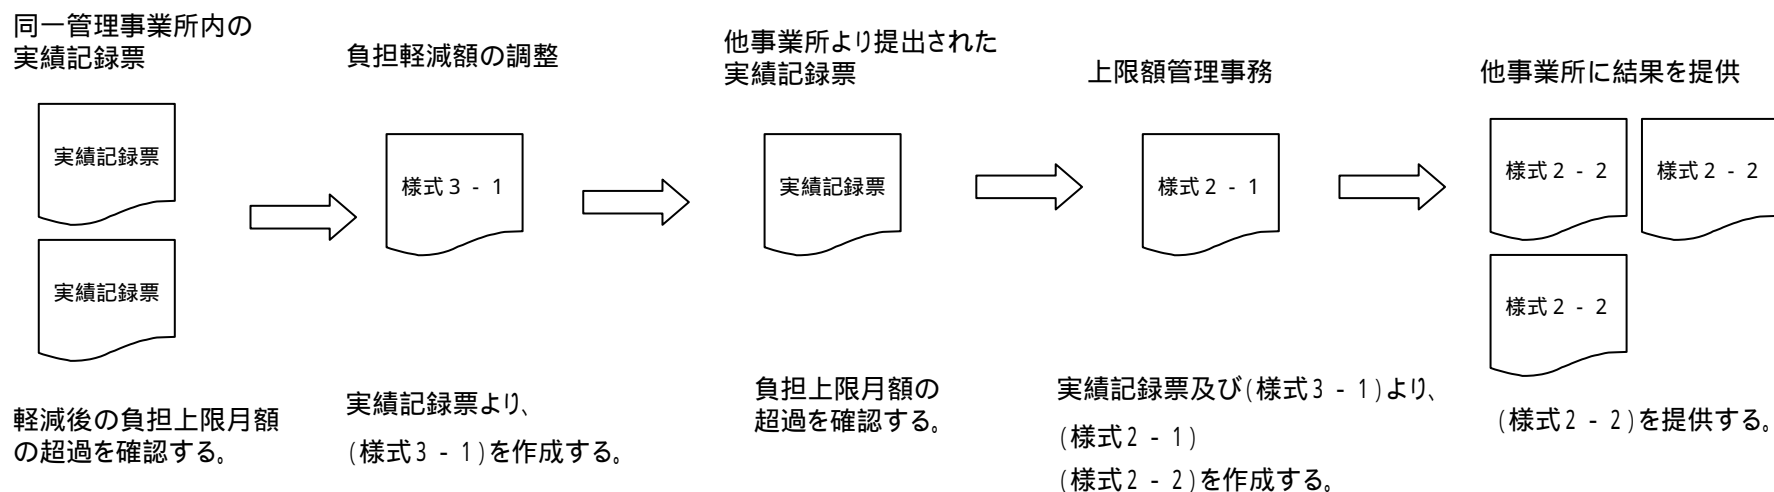 同一管理事業所内の
実績記録票
実績記録票
実績記録票
軽減後の負担上限月額
の超過を確認する。
負担軽減額の調整
様式3-1
実績記録票より、
(様式3-1)を作成する。
他事業所より提出された
実績記録票
実績記録票
負担上限月額の
超過を確認する。
上限額管理事務
様式2-1
実績記録票及び(様式3-1)より、
(様式2-1)
(様式2-2)を作成する。
他事業所に結果を提供
様式2-2
様式2-2
様式2-2
(様式2-2)を提供する。